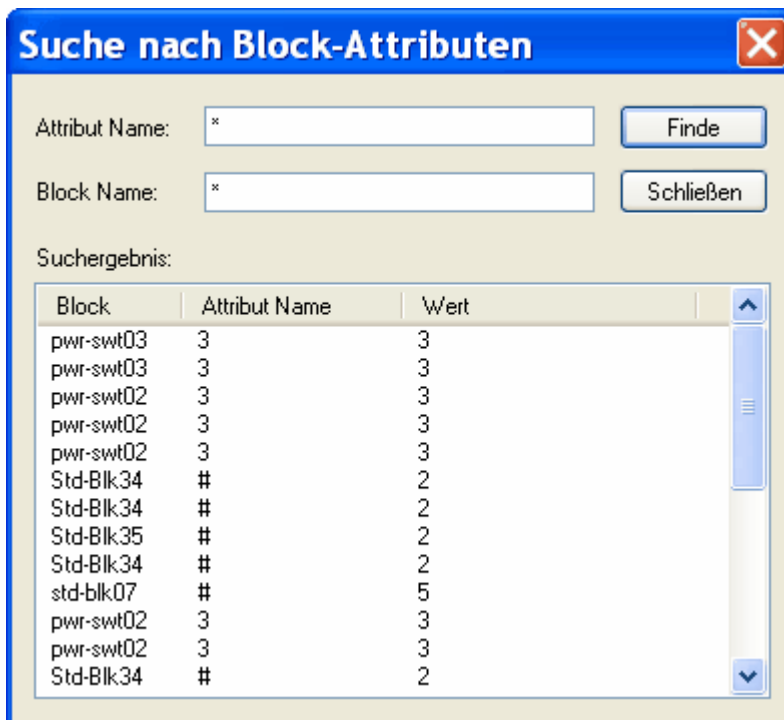 Suche nach Block-Attributen
Attribut Name: * Finde
Block Name: * Schließen
Suchergebnis:
Block Attribut Name Wert
pwr-swt03 3 3
pwr-swt03 3 3
pwr-swt02 3 3
pwr-swt02 3 3
pwr-swt02 3 3
Std-Blk34 # 2
Std-Blk34 # 2
Std-Blk35 # 2
Std-Blk34 # 2
std-blk07 # 5
pwr-swt02 3 3
pwr-swt02 3 3
Std-Blk34 # 2